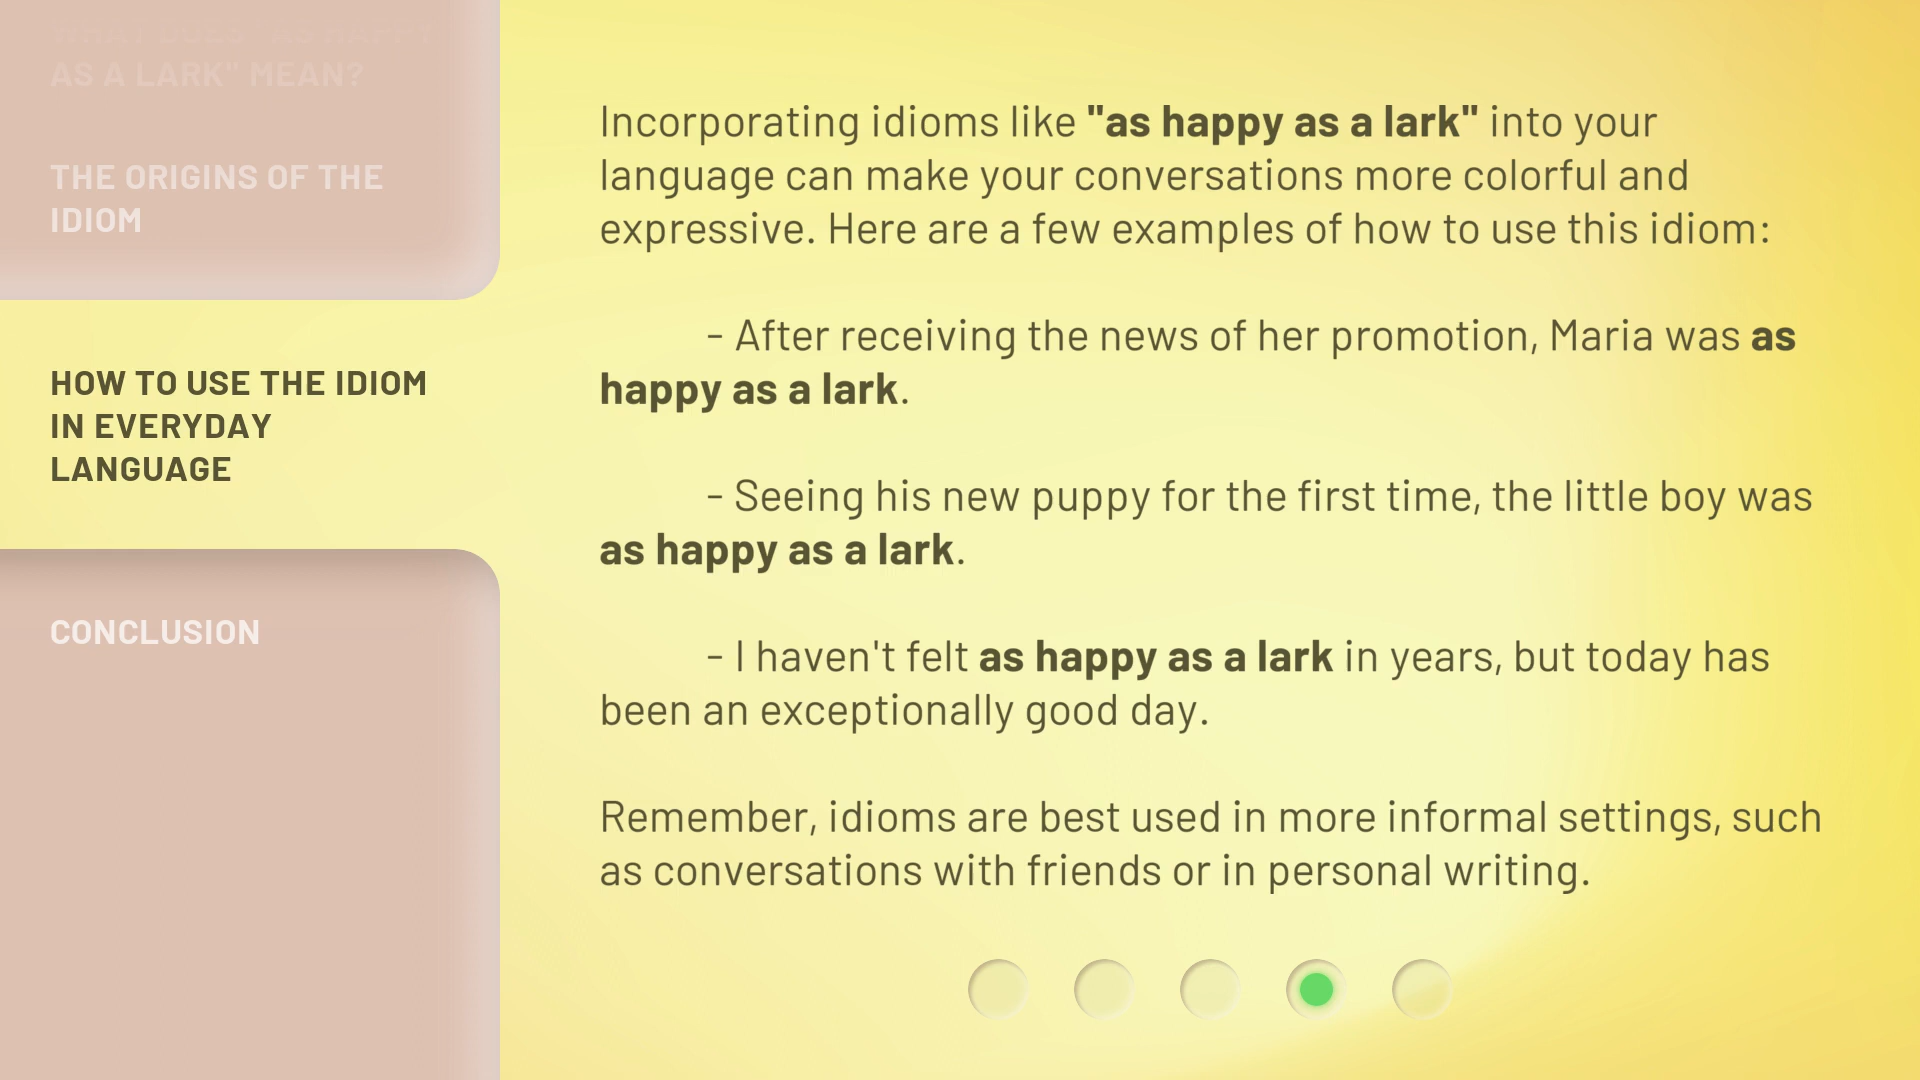 WHAT DOES "AS HAPPY
AS A LARK" MEAN?
THE ORIGINS OF THE
IDIOM
HOW TO USE THE IDIOM
IN EVERYDAY
LANGUAGE
CONCLUSION
Incorporating idioms like "as happy as a lark" into your
language can make your conversations more colorful and
expressive. Here are a few examples of how to use this idiom:
- After receiving the news of her promotion, Maria was as
happy as a lark.
- Seeing his new puppy for the first time, the little boy was
as happy as a lark.
- I haven't felt as happy as a lark in years, but today has
been an exceptionally good day.
Remember, idioms are best used in more informal settings, such
as conversations with friends or in personal writing.